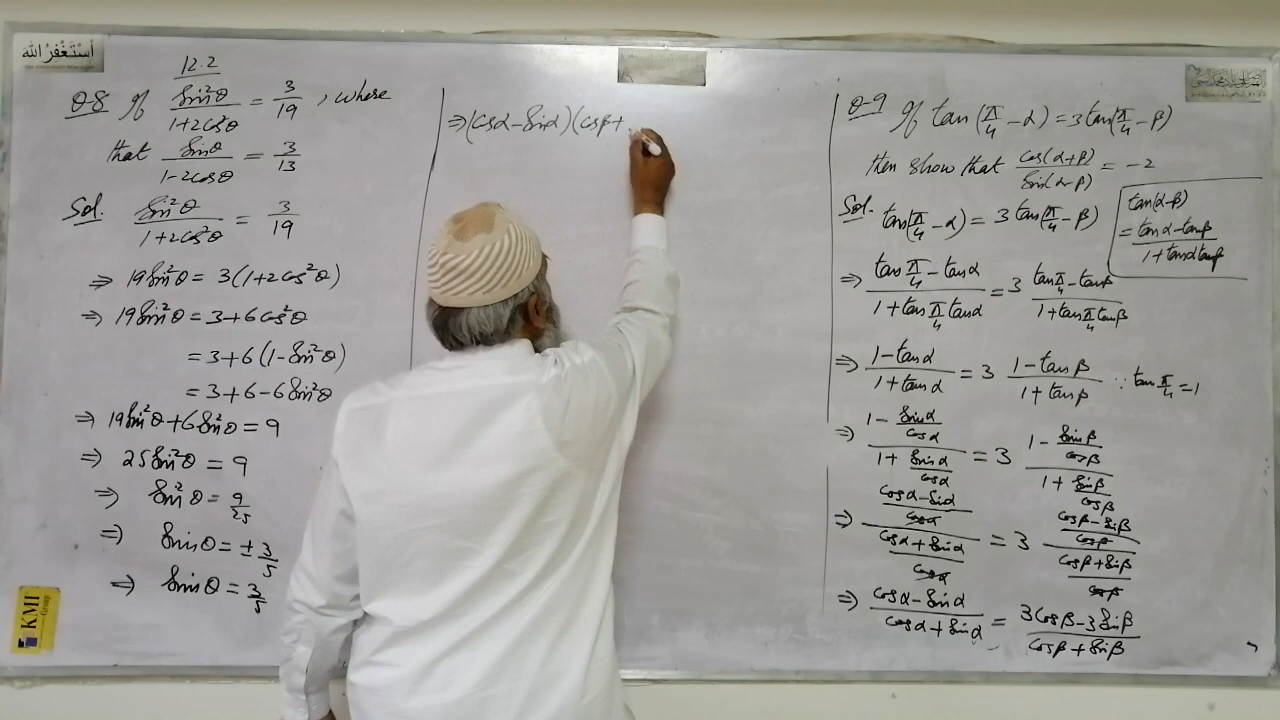 أستغفر الله
12.2
Q-8 If sin²θ/(1+2cos²θ) = 3/19, where
that sinθ/(1-2cosθ) = 3/13
Sol. sin²θ/(1+2cos²θ) = 3/19
⇒ 19sin²θ = 3(1+2cos²θ)
⇒ 19sin²θ = 3+6cos²θ
= 3+6(1-sin²θ)
= 3+6-6sin²θ
⇒ 19sin²θ+6sin²θ = 9
⇒ 25sin²θ = 9
⇒ sin²θ = 9/25
⇒ sinθ = ±3/5
⇒ sinθ = 3/5
KMI
Group
⇒(cosα-sinα)(cosβ+
Q-9 If tan(π/4 - α) = 3tan(π/4 - β)
then show that cos(α+β)/sin(α-β) = -2
Sol. tan(π/4 - α) = 3tan(π/4 - β)
tan(α-β)
= (tanα-tanβ)/(1+tanαtanβ)
⇒ (tan π/4 - tanα)/(1+tan π/4 tanα) = 3 (tan π/4 - tanβ)/(1+tan π/4 tanβ)
⇒ (1-tanα)/(1+tanα) = 3 (1-tanβ)/(1+tanβ) ∵ tan π/4 = 1
⇒ (1 - sinα/cosα)/(1 + sinα/cosα) = 3 (1 - sinβ/cosβ)/(1 + sinβ/cosβ)
⇒ ((cosα-sinα)/cosα)/((cosα+sinα)/cosα) = 3 ((cosβ-sinβ)/cosβ)/((cosβ+sinβ)/cosβ)
⇒ (cosα-sinα)/(cosα+sinα) = (3cosβ-3sinβ)/(cosβ+sinβ)